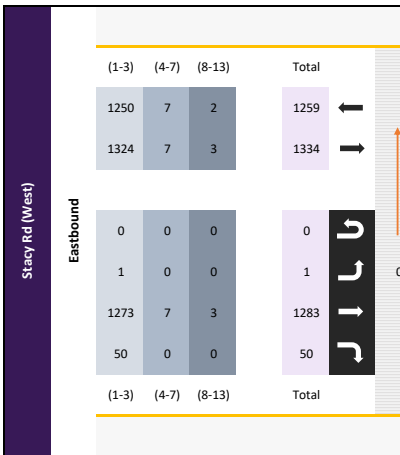 Stacy Rd (West)
Eastbound
(1-3) (4-7) (8-13) Total
1250 7 2 1259
1324 7 3 1334
0 0 0 0
1 0 0 1
1273 7 3 1283
50 0 0 50
(1-3) (4-7) (8-13) Total